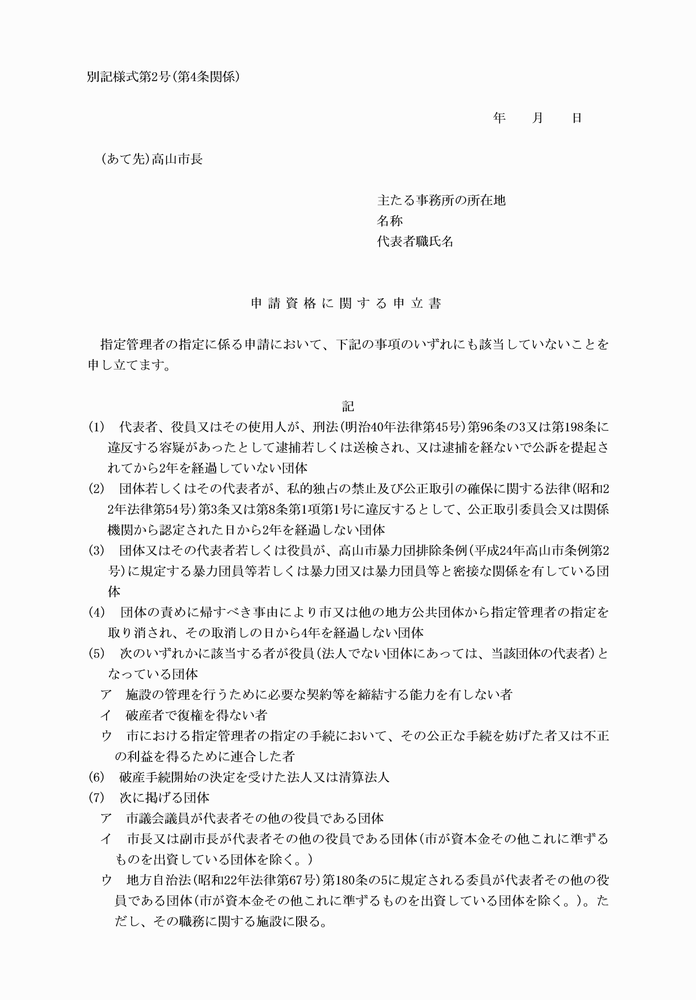 別記様式第2号(第4条関係)
年　　月　　日
(あて先)高山市長
主たる事務所の所在地
名称
代表者職氏名
申請資格に関する申立書
指定管理者の指定に係る申請において、下記の事項のいずれにも該当していないことを
申し立てます。
記
(1)　代表者、役員又はその使用人が、刑法(明治40年法律第45号)第96条の3又は第198条に
違反する容疑があったとして逮捕若しくは送検され、又は逮捕を経ないで公訴を提起さ
れてから2年を経過していない団体
(2)　団体若しくはその代表者が、私的独占の禁止及び公正取引の確保に関する法律(昭和2
2年法律第54号)第3条又は第8条第1項第1号に違反するとして、公正取引委員会又は関係
機関から認定された日から2年を経過しない団体
(3)　団体又はその代表者若しくは役員が、高山市暴力団排除条例(平成24年高山市条例第2
号)に規定する暴力団員等若しくは暴力団又は暴力団員等と密接な関係を有している団
体
(4)　団体の責めに帰すべき事由により市又は他の地方公共団体から指定管理者の指定を
取り消され、その取消しの日から4年を経過しない団体
(5)　次のいずれかに該当する者が役員(法人でない団体にあっては、当該団体の代表者)と
なっている団体
ア　施設の管理を行うために必要な契約等を締結する能力を有しない者
イ　破産者で復権を得ない者
ウ　市における指定管理者の指定の手続において、その公正な手続を妨げた者又は不正
の利益を得るために連合した者
(6)　破産手続開始の決定を受けた法人又は清算法人
(7)　次に掲げる団体
ア　市議会議員が代表者その他の役員である団体
イ　市長又は副市長が代表者その他の役員である団体(市が資本金その他これに準ずる
ものを出資している団体を除く。)
ウ　地方自治法(昭和22年法律第67号)第180条の5に規定される委員が代表者その他の役
員である団体(市が資本金その他これに準ずるものを出資している団体を除く。)。た
だし、その職務に関する施設に限る。